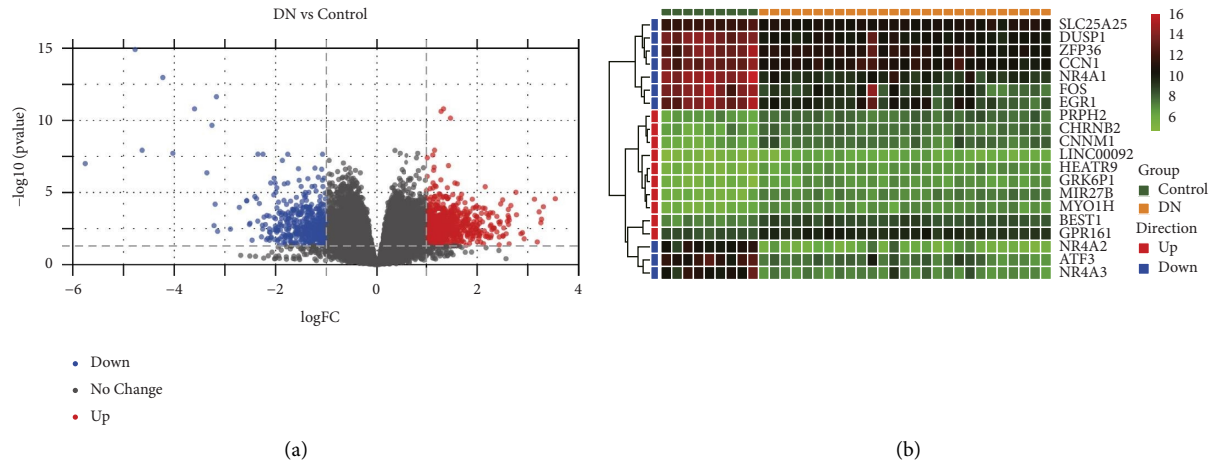 DN vs Control
15
10
5
0
−log10 (pvalue)
−6
−4
−2
0
2
4
logFC
Down
No Change
Up
(a)
SLC25A25
DUSP1
ZFP36
CCN1
NR4A1
FOS
EGR1
PRPH2
CHRNB2
CNNM1
LINC00092
HEATR9
GRK6P1
MIR27B
MYO1H
BEST1
GPR161
NR4A2
ATF3
NR4A3
16
14
12
10
8
6
Group
Control
DN
Direction
Up
Down
(b)